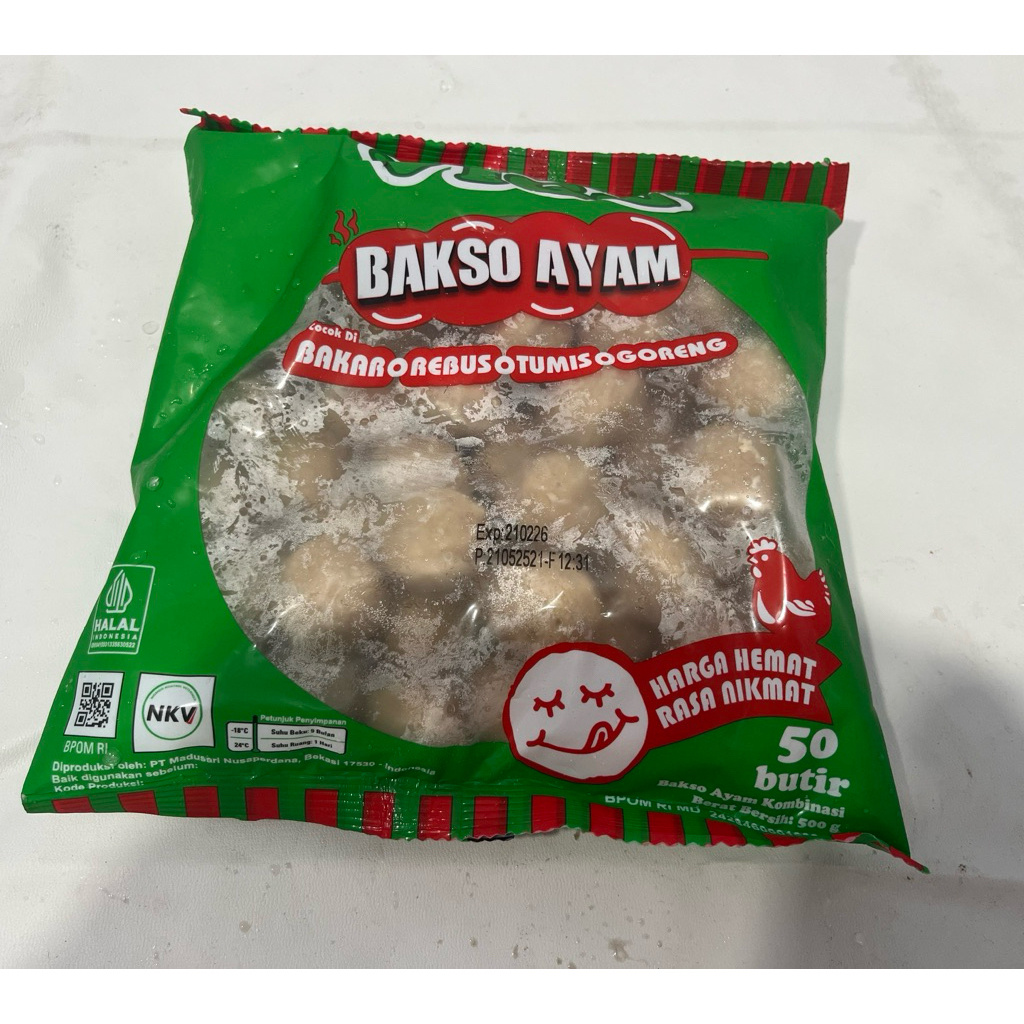 BAKSO AYAM
Cocok Di
BAKAR REBUS TUMIS GORENG
Exp:210226
P.21052521-F 12:31
HALAL
INDONESIA
HARGA HEMAT
RASA NIKMAT
NKV
BPOM RI
Petunjuk Penyimpanan
-18°C Suhu Beku: 9 Bulan
24°C Suhu Ruang: 1 Hari
50
butir
Diproduksi oleh: PT Madusari Nusaperdana, Bekasi 17530 - Indonesia
Baik digunakan sebelum:
Kode Produksi:
Bakso Ayam Kombinasi
Berat Bersih: 500 g
BPOM RI MD